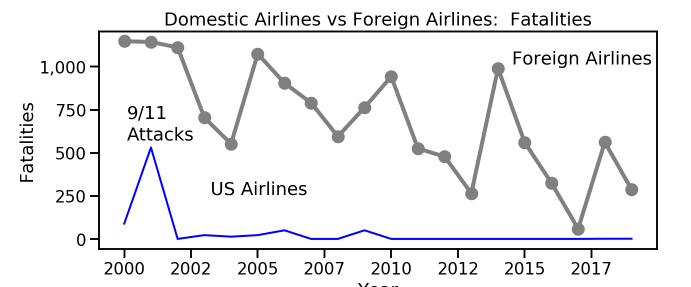 Domestic Airlines vs Foreign Airlines:  Fatalities
Foreign Airlines
1,000
9/11
Attacks
750
500
250
0
US Airlines
Fatalities
2000 2002 2005 2007 2010 2012 2015 2017